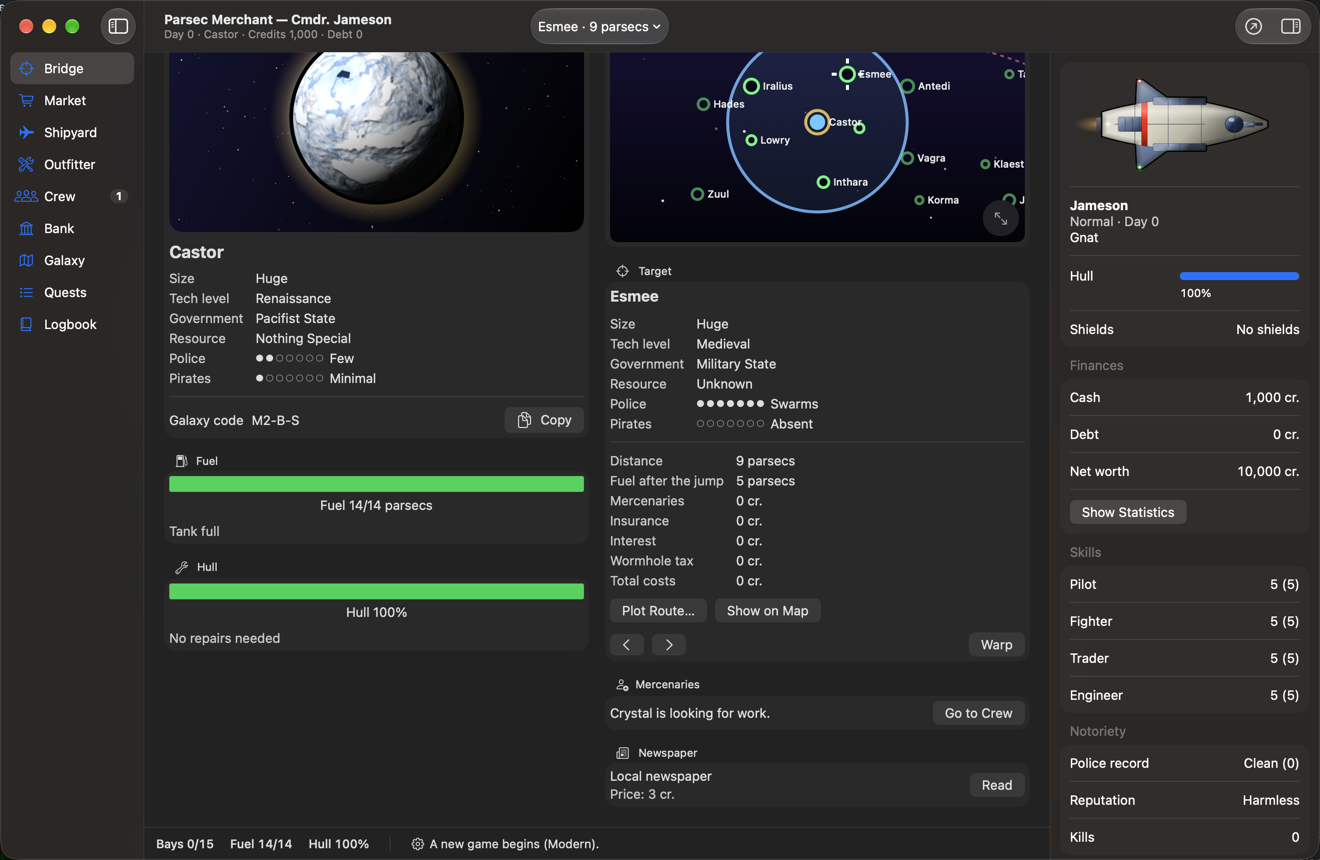 Parsec Merchant — Cmdr. Jameson
Day 0 · Castor · Credits 1,000 · Debt 0
Esmee · 9 parsecs
Bridge
Market
Shipyard
Outfitter
Crew 1
Bank
Galaxy
Quests
Logbook
Castor
Size Huge
Tech level Renaissance
Government Pacifist State
Resource Nothing Special
Police Few
Pirates Minimal
Galaxy code M2-B-S
Copy
Fuel
Fuel 14/14 parsecs
Tank full
Hull
Hull 100%
No repairs needed
Esmee
Iralius
Antedi
Hades
Castor
Lowry
Vagra
Klaest
Inthara
Zuul
Korma
Target
Esmee
Size Huge
Tech level Medieval
Government Military State
Resource Unknown
Police Swarms
Pirates Absent
Distance 9 parsecs
Fuel after the jump 5 parsecs
Mercenaries 0 cr.
Insurance 0 cr.
Interest 0 cr.
Wormhole tax 0 cr.
Total costs 0 cr.
Plot Route... Show on Map
Warp
Mercenaries
Crystal is looking for work.
Go to Crew
Newspaper
Local newspaper
Price: 3 cr.
Read
Jameson
Normal · Day 0
Gnat
Hull
100%
Shields No shields
Finances
Cash 1,000 cr.
Debt 0 cr.
Net worth 10,000 cr.
Show Statistics
Skills
Pilot 5 (5)
Fighter 5 (5)
Trader 5 (5)
Engineer 5 (5)
Notoriety
Police record Clean (0)
Reputation Harmless
Kills 0
Bays 0/15 Fuel 14/14 Hull 100% A new game begins (Modern).